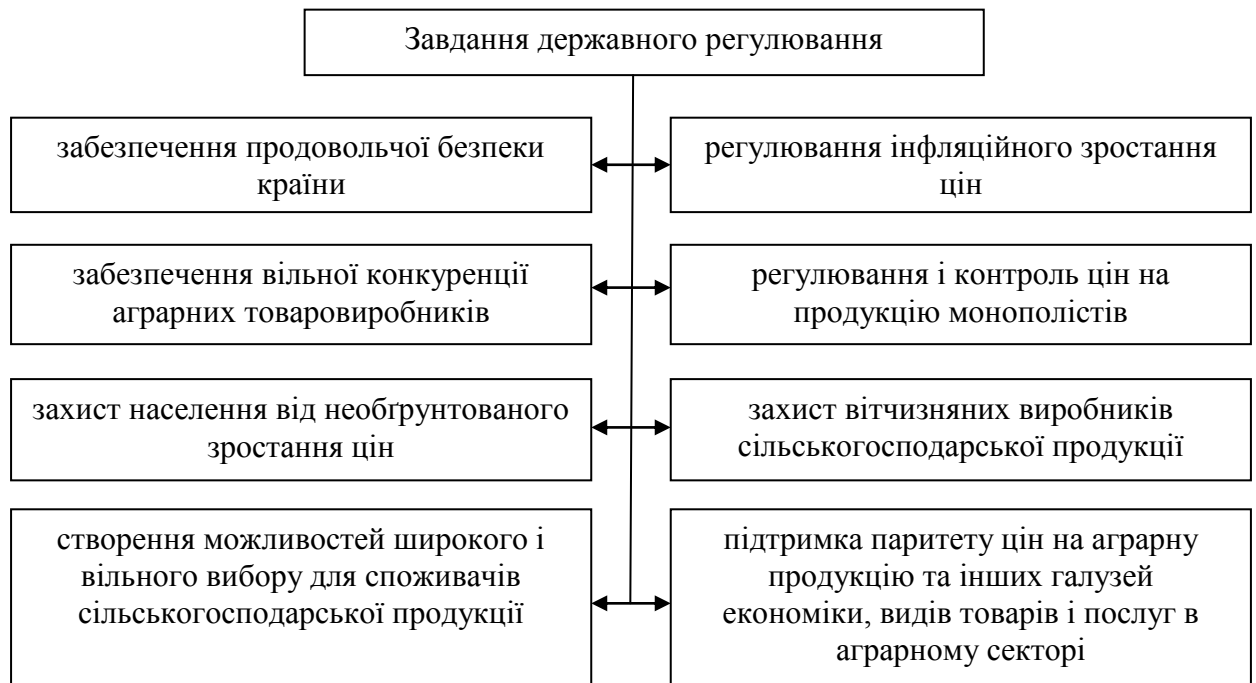 Завдання державного регулювання
забезпечення продовольчої безпеки
країни
регулювання інфляційного зростання
цін
забезпечення вільної конкуренції
аграрних товаровиробників
регулювання і контроль цін на
продукцію монополістів
захист населення від необґрунтованого
зростання цін
захист вітчизняних виробників
сільськогосподарської продукції
створення можливостей широкого і
вільного вибору для споживачів
сільськогосподарської продукції
підтримка паритету цін на аграрну
продукцію та інших галузей
економіки, видів товарів і послуг в
аграрному секторі